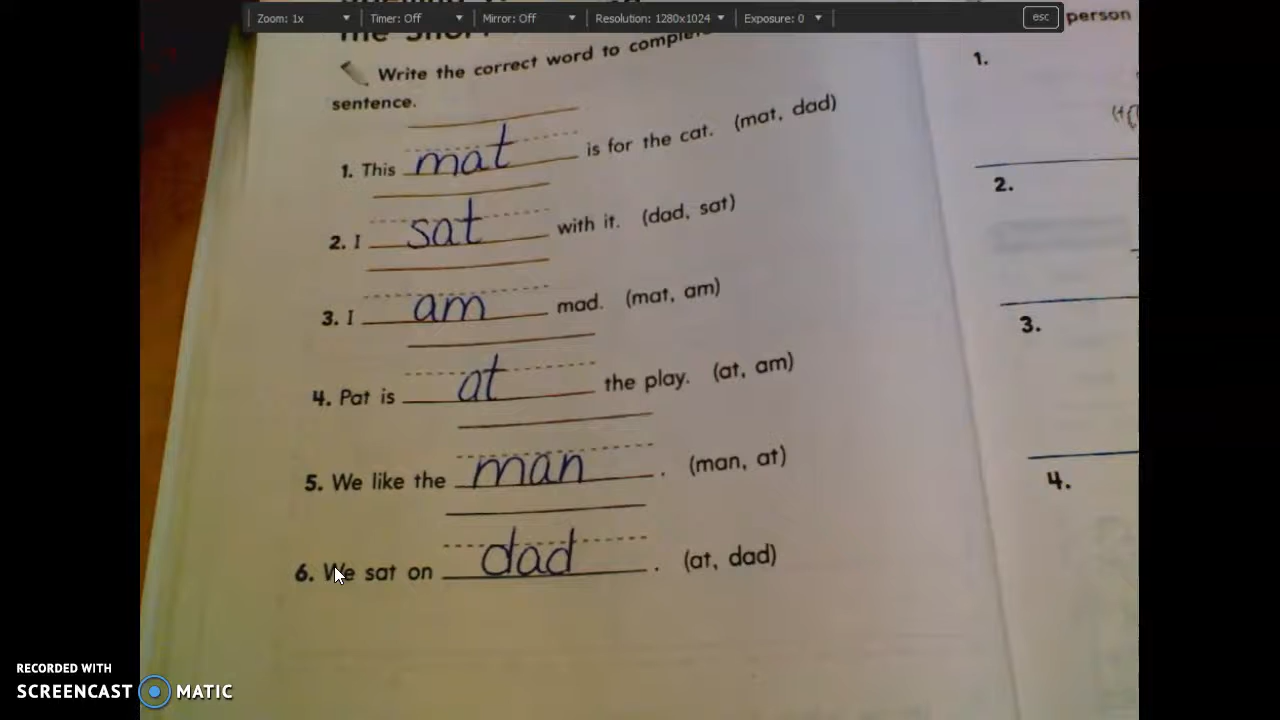 Zoom: 1x Timer: Off Mirror: Off Resolution: 1280x1024 Exposure: 0 esc
person
Write the correct word to complete
sentence.
1. This mat is for the cat. (mat, dad)
2. I sat with it. (dad, sat)
3. I am mad. (mat, am)
4. Pat is at the play. (at, am)
5. We like the man . (man, at)
6. We sat on dad . (at, dad)
1.
2.
3.
4.
RECORDED WITH
SCREENCAST MATIC